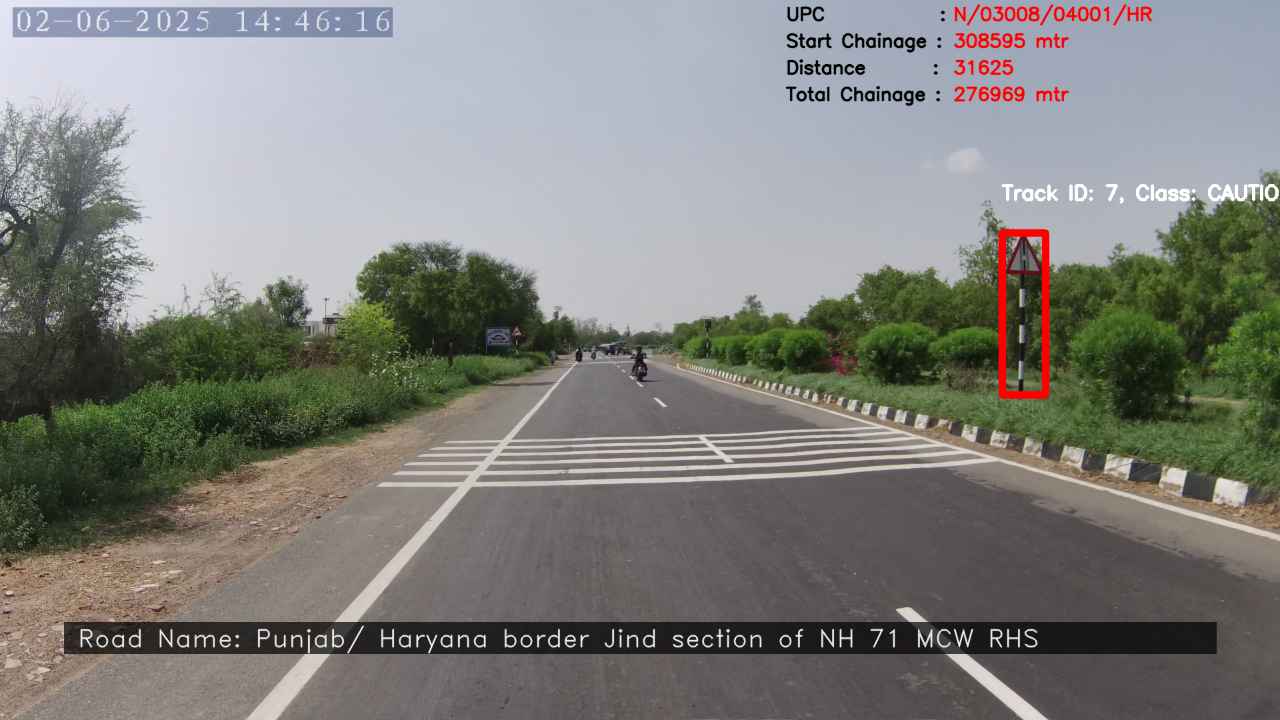 02-06-2025 14:46:16
UPC : N/03008/04001/HR
Start Chainage : 308595 mtr
Distance : 31625
Total Chainage : 276969 mtr
Track ID: 7, Class: CAUTIO
Road Name: Punjab/ Haryana border Jind section of NH 71 MCW RHS